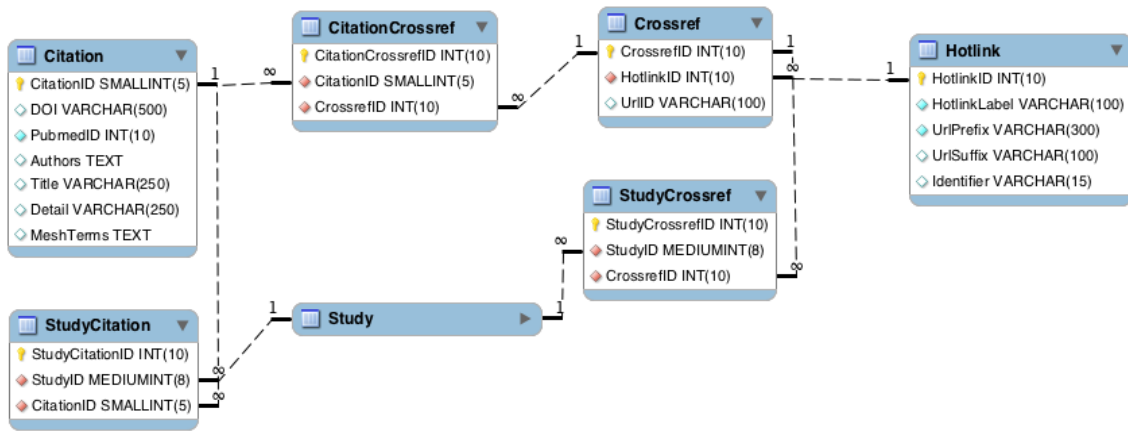 Citation
CitationID SMALLINT(5)
DOI VARCHAR(500)
PubmedID INT(10)
Authors TEXT
Title VARCHAR(250)
Detail VARCHAR(250)
MeshTerms TEXT
1
∞
CitationCrossref
CitationCrossrefID INT(10)
CitationID SMALLINT(5)
CrossrefID INT(10)
∞
1
Crossref
CrossrefID INT(10)
HotlinkID INT(10)
UrlID VARCHAR(100)
1
∞
1
Hotlink
HotlinkID INT(10)
HotlinkLabel VARCHAR(100)
UrlPrefix VARCHAR(300)
UrlSuffix VARCHAR(100)
Identifier VARCHAR(15)
StudyCrossref
StudyCrossrefID INT(10)
StudyID MEDIUMINT(8)
CrossrefID INT(10)
∞
∞
StudyCitation
StudyCitationID INT(10)
StudyID MEDIUMINT(8)
CitationID SMALLINT(5)
∞
∞
1
Study
1